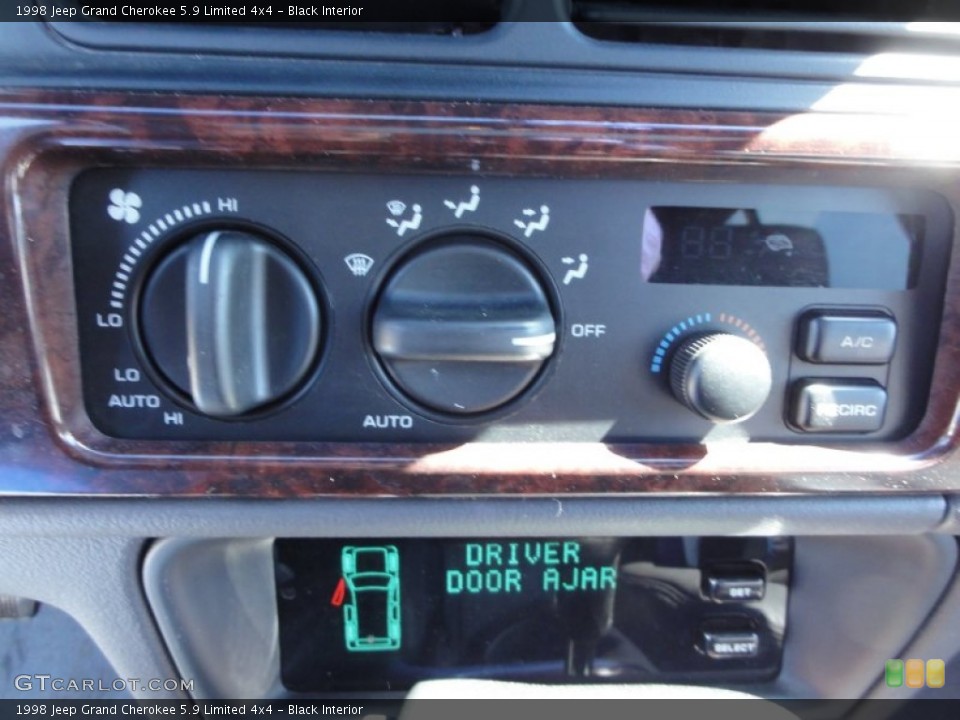 1998 Jeep Grand Cherokee 5.9 Limited 4x4 - Black Interior
HI
LO
LO
AUTO
HI
OFF
AUTO
A/C
RECIRC
DRIVER
DOOR AJAR
SET
SELECT
GTCARLOT.COM
1998 Jeep Grand Cherokee 5.9 Limited 4x4 - Black Interior